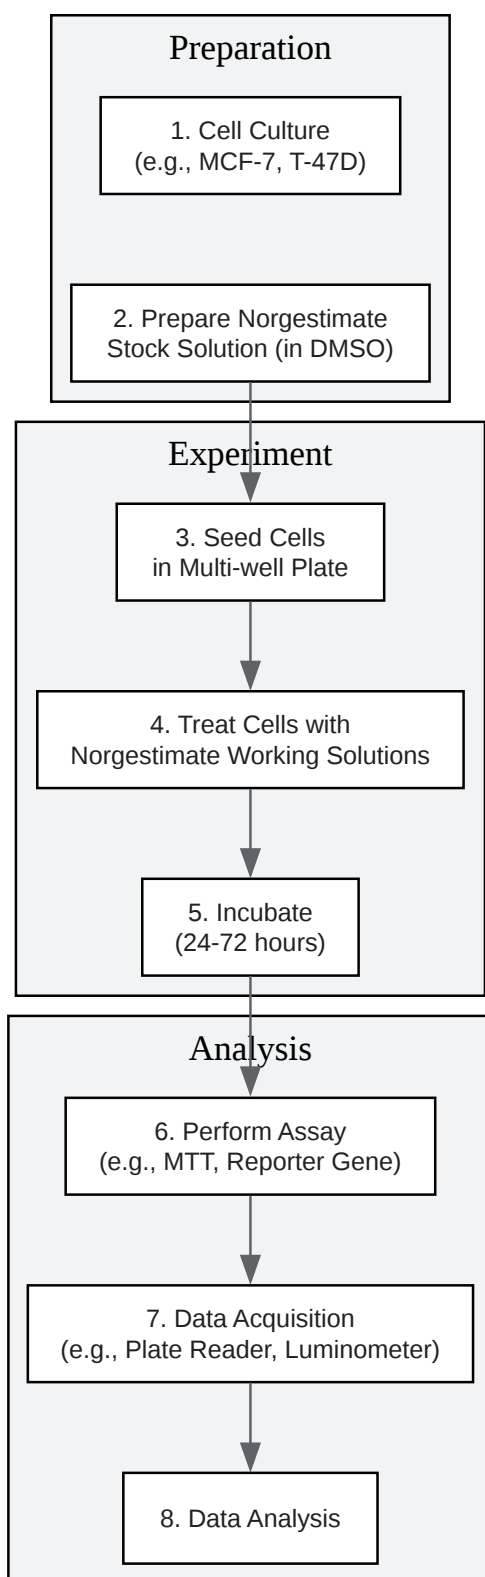 Preparation
1. Cell Culture
(e.g., MCF-7, T-47D)
2. Prepare Norgestimate
Stock Solution (in DMSO)
Experiment
3. Seed Cells
in Multi-well Plate
4. Treat Cells with
Norgestimate Working Solutions
5. Incubate
(24-72 hours)
Analysis
6. Perform Assay
(e.g., MTT, Reporter Gene)
7. Data Acquisition
(e.g., Plate Reader, Luminometer)
8. Data Analysis